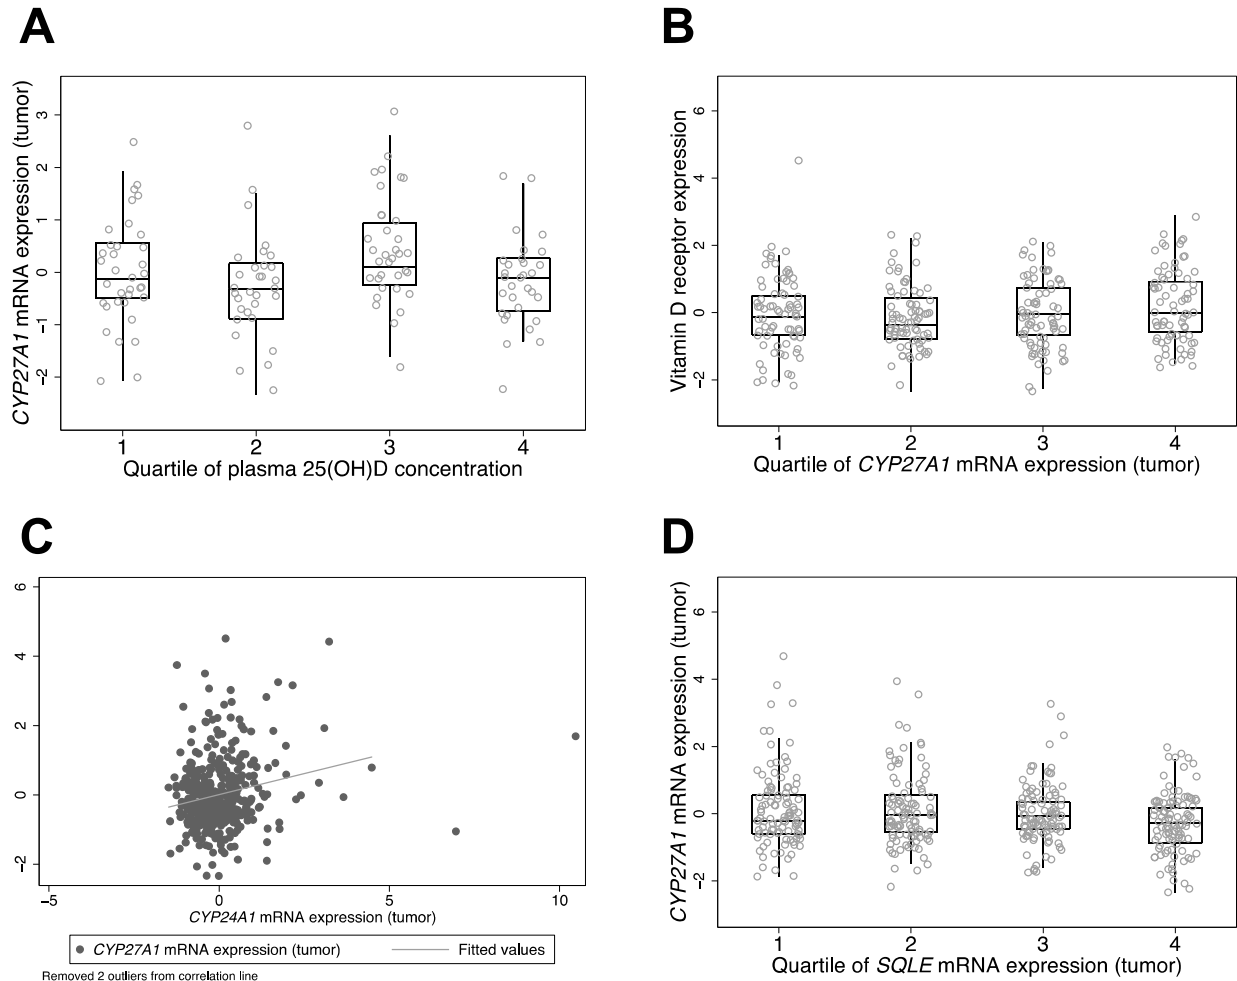 A
CYP27A1 mRNA expression (tumor)
3
2
1
0
−1
−2
1 2 3 4
Quartile of plasma 25(OH)D concentration
B
Vitamin D receptor expression
6
4
2
0
−2
1 2 3 4
Quartile of CYP27A1 mRNA expression (tumor)
C
6
4
2
0
−2
−5 0 5 10
CYP24A1 mRNA expression (tumor)
CYP27A1 mRNA expression (tumor) Fitted values
Removed 2 outliers from correlation line
D
CYP27A1 mRNA expression (tumor)
6
4
2
0
−2
1 2 3 4
Quartile of SQLE mRNA expression (tumor)